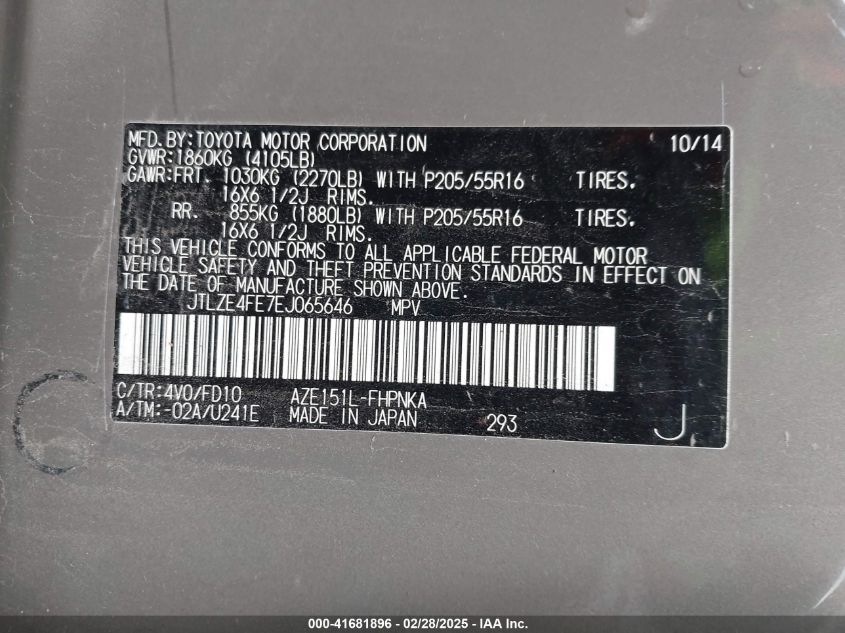 MFD.BY:TOYOTA MOTOR CORPORATION 10/14
GVWR:1860KG (4105LB)
GAWR:FRT. 1030KG (2270LB) WITH P205/55R16 TIRES.
16X6 1/2J RIMS.
RR. 855KG (1880LB) WITH P205/55R16 TIRES.
16X6 1/2J RIMS.
THIS VEHICLE CONFORMS TO ALL APPLICABLE FEDERAL MOTOR
VEHICLE SAFETY AND THEFT PREVENTION STANDARDS IN EFFECT ON
THE DATE OF MANUFACTURE SHOWN ABOVE.
JTLZE4FE7EJ065646 MPV
C/TR:4V0/FD10 AZE151L-FHPNKA
A/TM:-02A/U241E MADE IN JAPAN 293 J
000-41681896 - 02/28/2025 - IAA Inc.